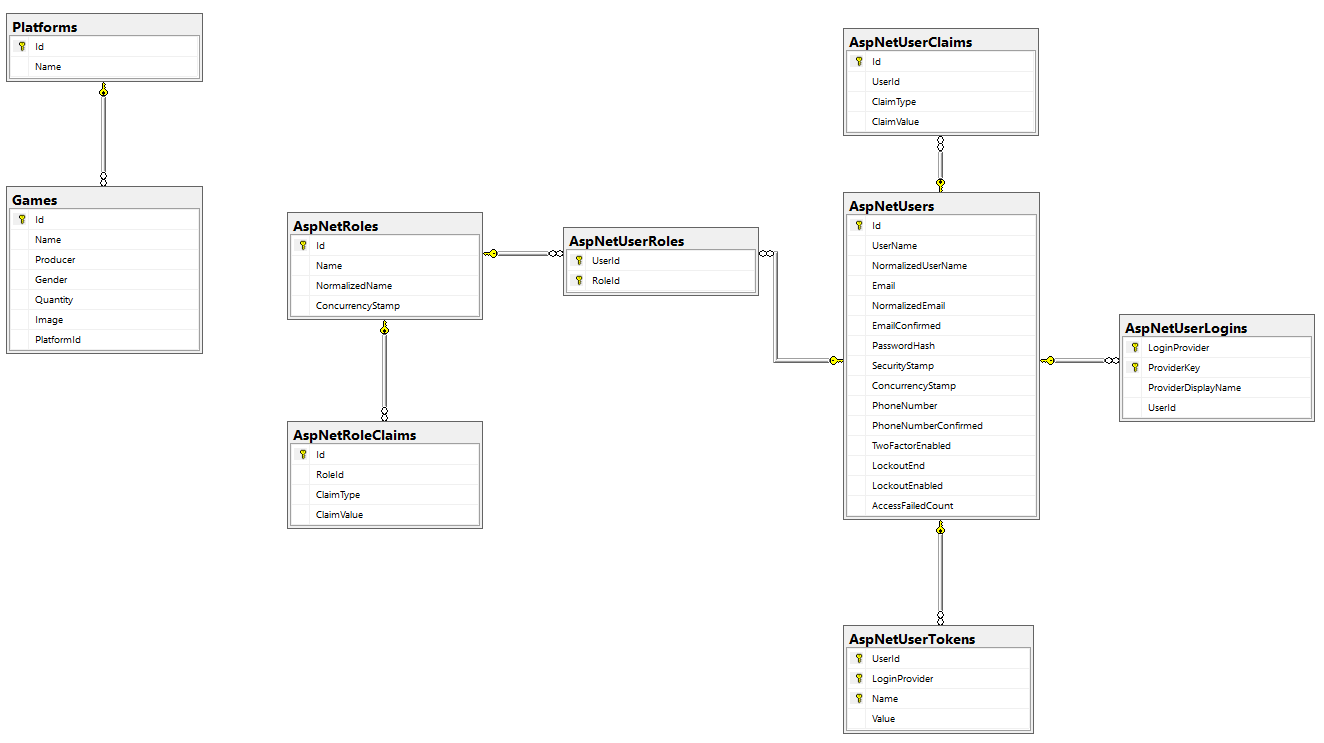 Platforms
Id
Name
Games
Id
Name
Producer
Gender
Quantity
Image
PlatformId
AspNetRoles
Id
Name
NormalizedName
ConcurrencyStamp
AspNetRoleClaims
Id
RoleId
ClaimType
ClaimValue
AspNetUserRoles
UserId
RoleId
AspNetUserClaims
Id
UserId
ClaimType
ClaimValue
AspNetUsers
Id
UserName
NormalizedUserName
Email
NormalizedEmail
EmailConfirmed
PasswordHash
SecurityStamp
ConcurrencyStamp
PhoneNumber
PhoneNumberConfirmed
TwoFactorEnabled
LockoutEnd
LockoutEnabled
AccessFailedCount
AspNetUserLogins
LoginProvider
ProviderKey
ProviderDisplayName
UserId
AspNetUserTokens
UserId
LoginProvider
Name
Value